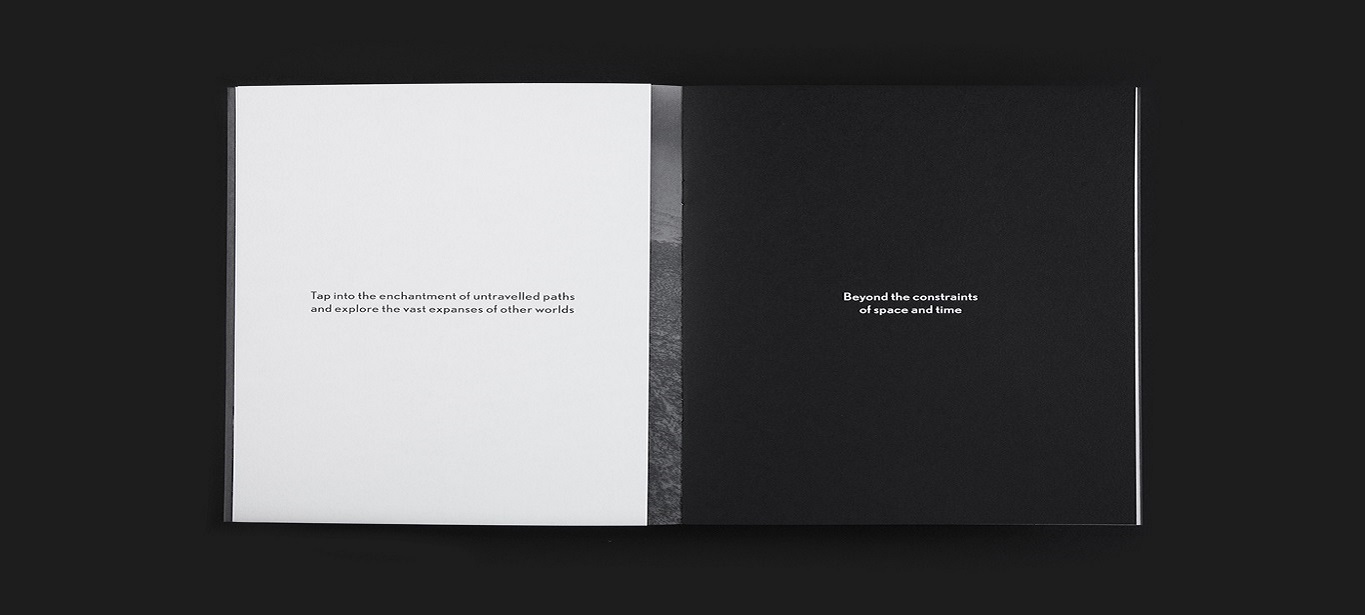 Tap into the enchantment of untravelled paths
and explore the vast expanses of other worlds
Beyond the constraints
of space and time